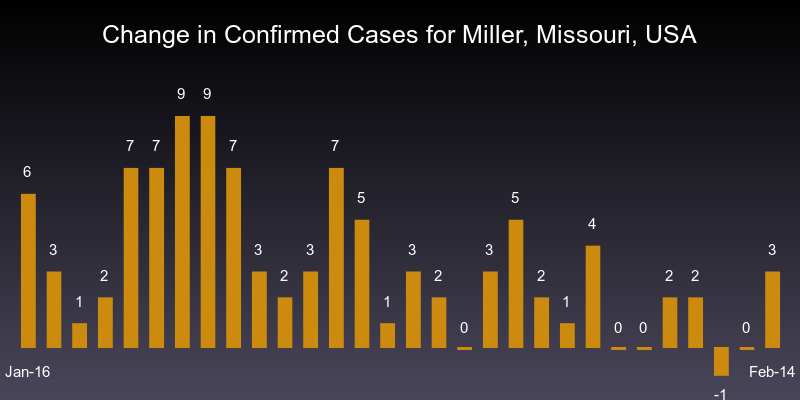 Change in Confirmed Cases for Miller, Missouri, USA
6 3 1 2 7 7 9 9 7 3 2 3 7 5 1 3 2 0 3 5 2 1 4 0 0 2 2 -1 0 3
Jan-16 Feb-14